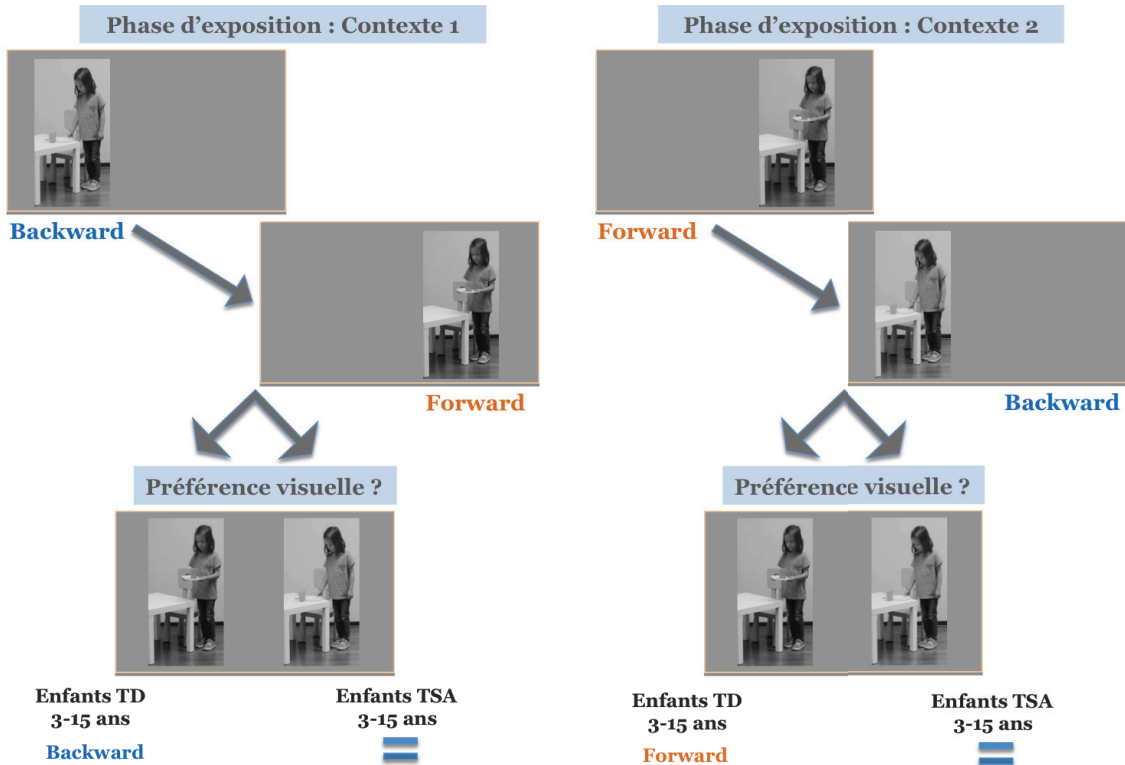 Phase d'exposition : Contexte 1
Backward
Forward
Préférence visuelle ?
Enfants TD
3-15 ans
Backward
Enfants TSA
3-15 ans
=
Phase d'exposition : Contexte 2
Forward
Backward
Préférence visuelle ?
Enfants TD
3-15 ans
Forward
Enfants TSA
3-15 ans
=